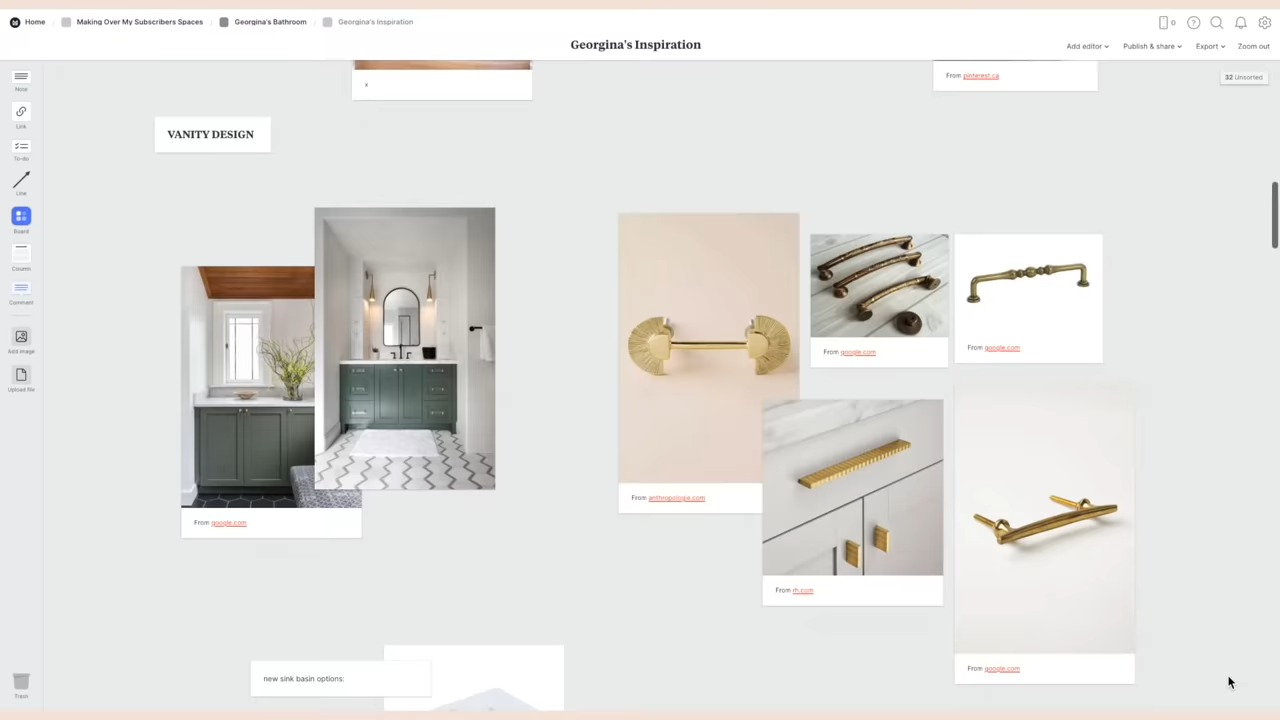 Home
Making Over My Subscribers Spaces
Georgina's Bathroom
Georgina's Inspiration
0
Georgina's Inspiration
Add editor
Publish & share
Export
Zoom out
32 Unsorted
Note
Link
To-do
Line
Board
Column
Comment
Add image
Upload file
Trash
x
From pinterest.ca
VANITY DESIGN
From google.com
From google.com
From google.com
From anthropologie.com
From rh.com
From google.com
new sink basin options: